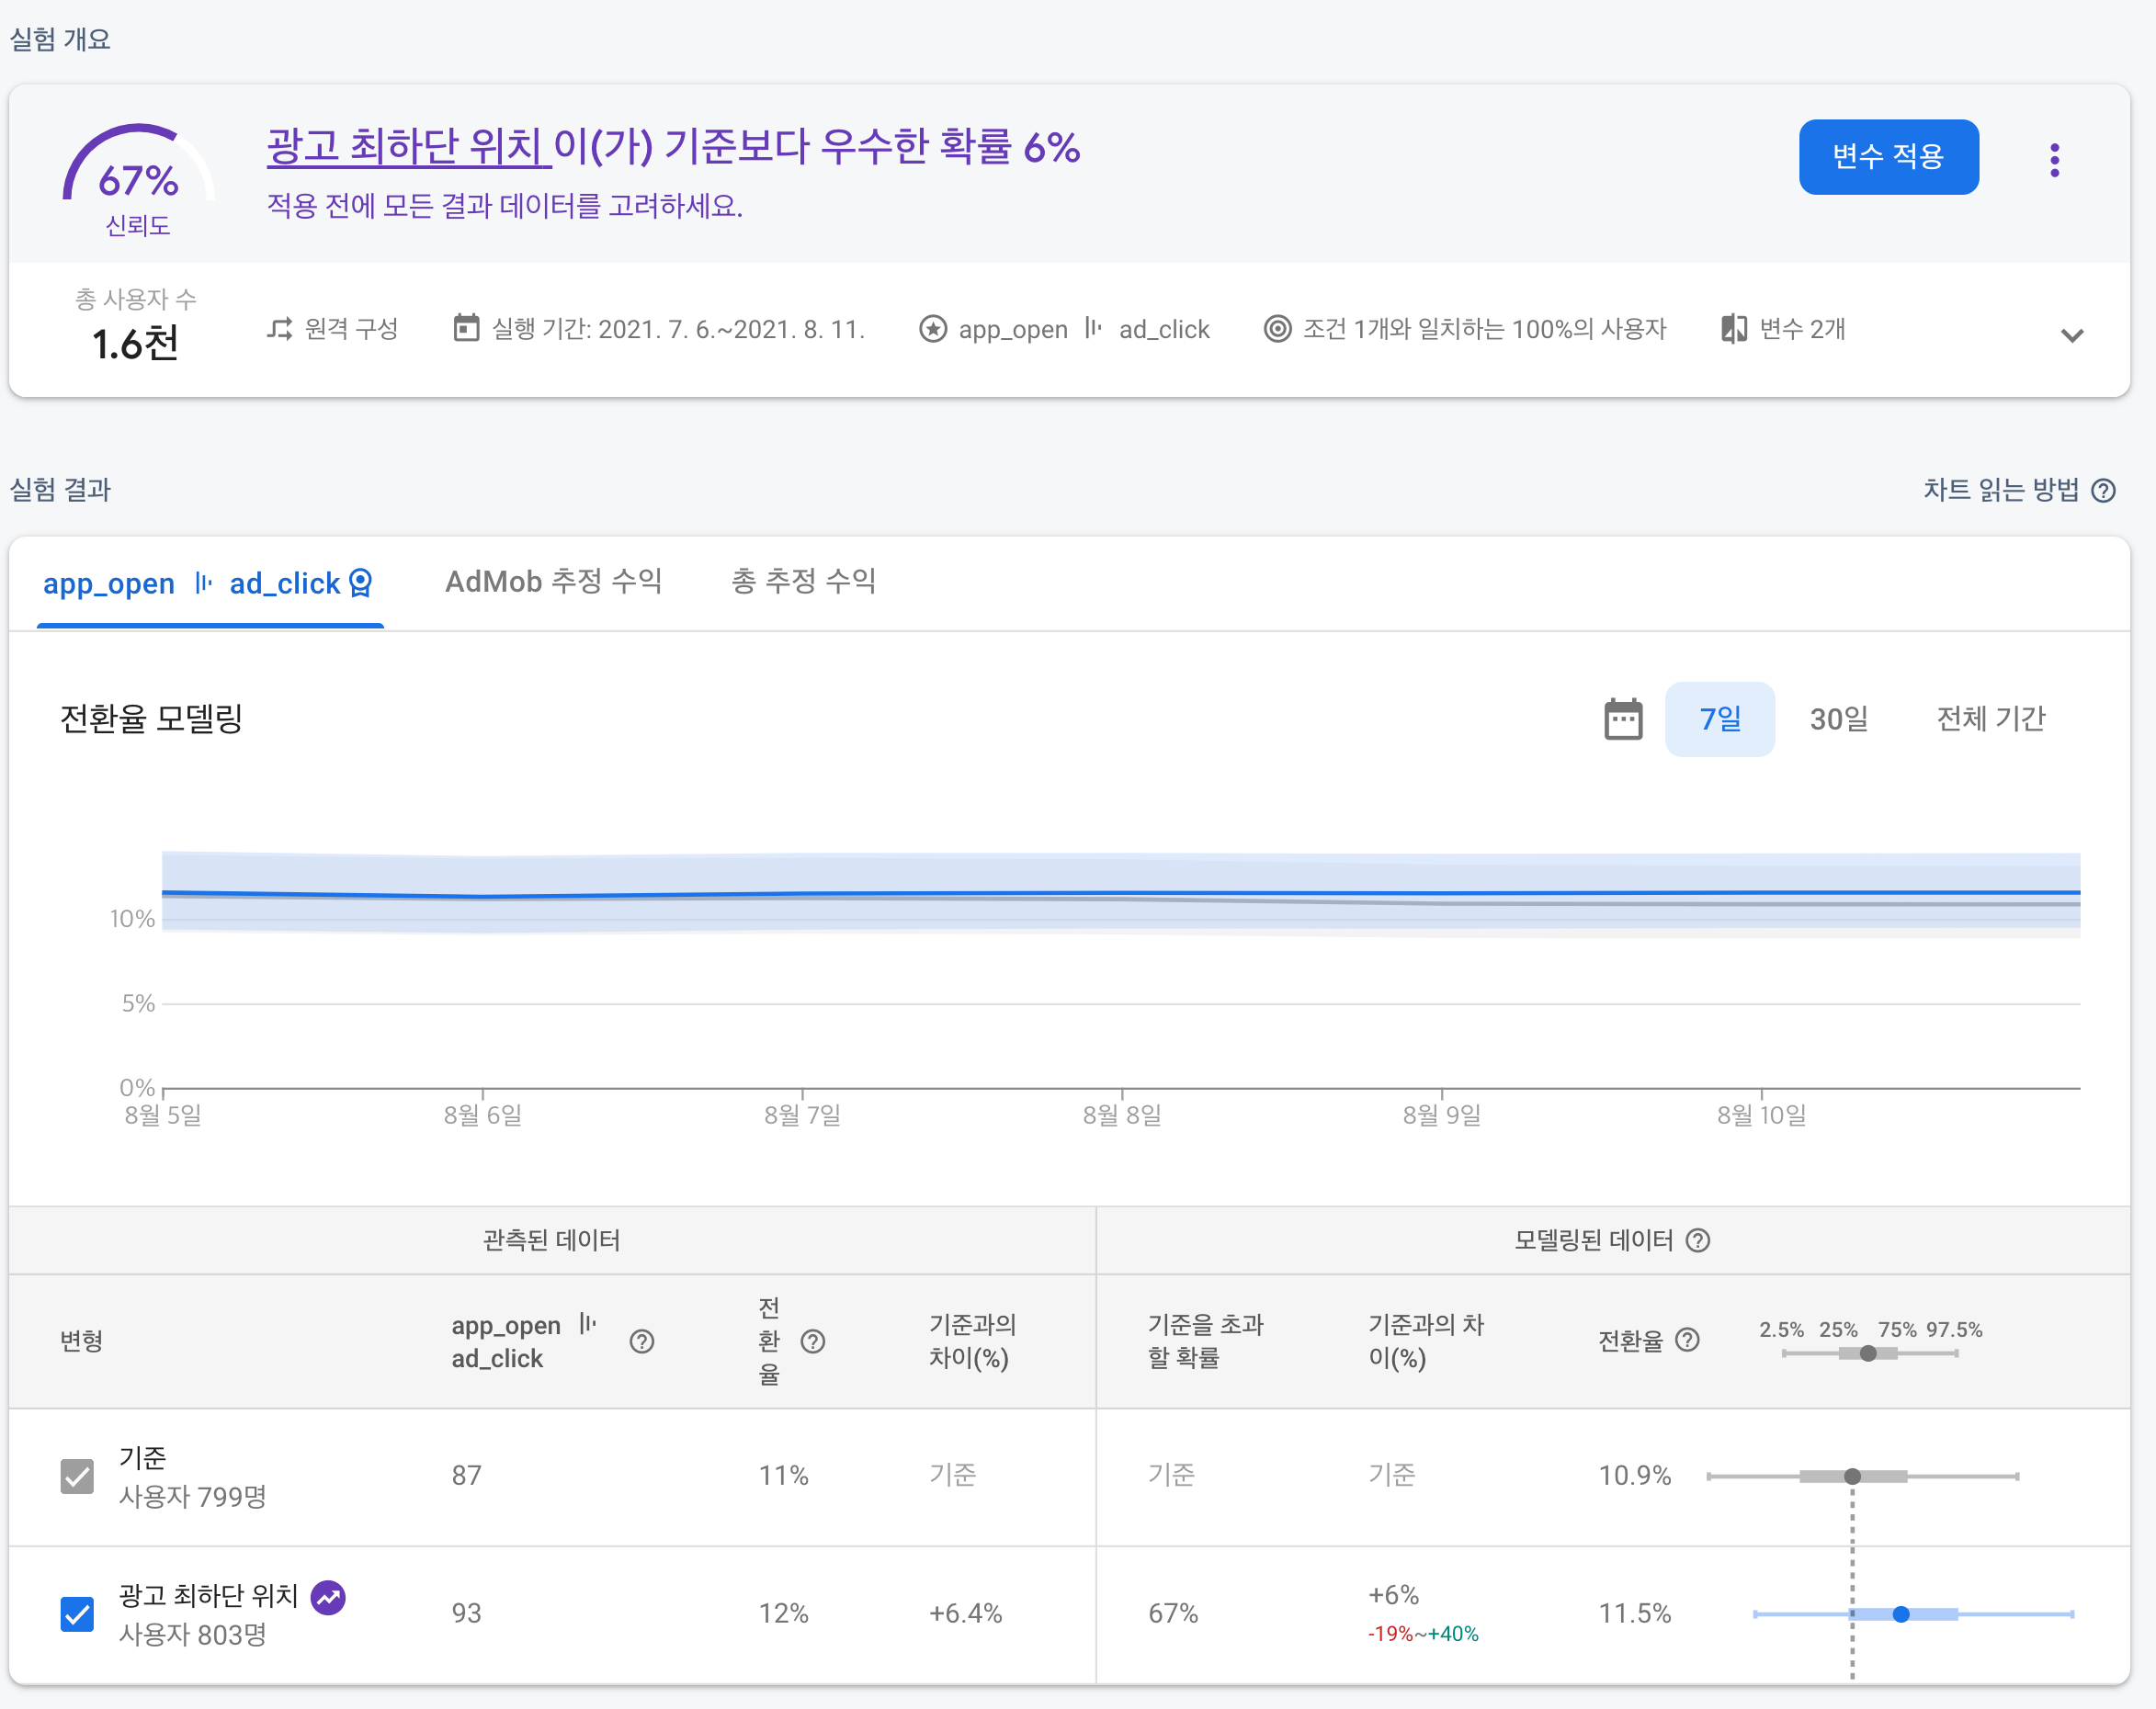 실험 개요
67%
신뢰도
광고 최하단 위치 이(가) 기준보다 우수한 확률 6%
적용 전에 모든 결과 데이터를 고려하세요.
변수 적용
총 사용자 수
1.6천
원격 구성
실행 기간: 2021. 7. 6.~2021. 8. 11.
app_open ad_click
조건 1개와 일치하는 100%의 사용자
변수 2개
실험 결과
차트 읽는 방법
app_open ad_click
AdMob 추정 수익
총 추정 수익
전환율 모델링
7일
30일
전체 기간
10%
5%
0%
8월 5일
8월 6일
8월 7일
8월 8일
8월 9일
8월 10일
관측된 데이터
모델링된 데이터
변형
app_open
ad_click
전
환
율
기준과의
차이(%)
기준을 초과
할 확률
기준과의 차
이(%)
전환율
2.5% 25% 75% 97.5%
기준
사용자 799명
87
11%
기준
기준
기준
10.9%
광고 최하단 위치
사용자 803명
93
12%
+6.4%
67%
+6%
-19%~+40%
11.5%